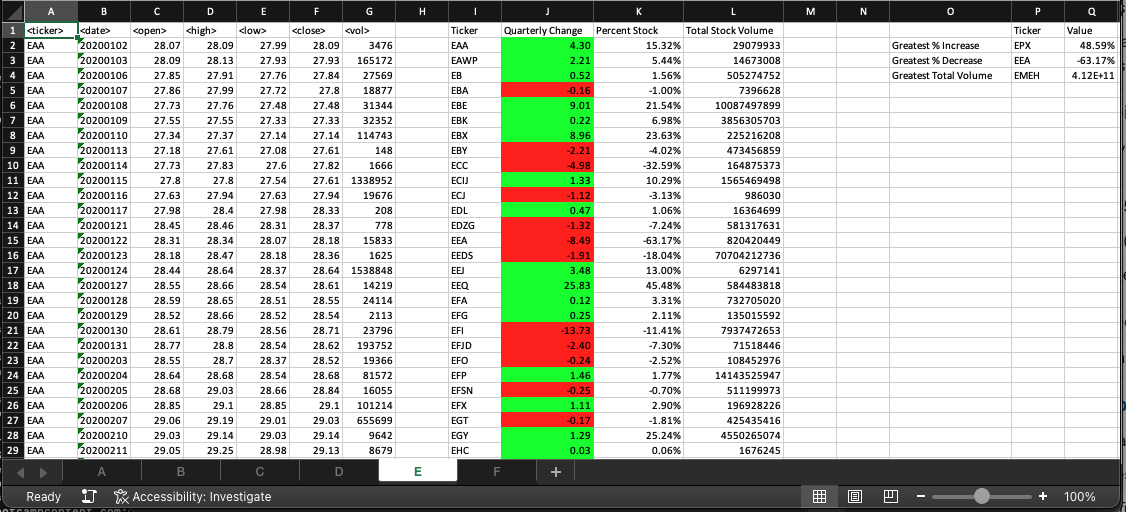 A B C D E F G H I J K L M N O P Q
1 <ticker> <date> <open> <high> <low> <close> <vol> Ticker Quarterly Change Percent Stock Total Stock Volume Ticker Value
2 EAA 20200102 28.07 28.09 27.99 28.09 3476 EAA 4.30 15.32% 29079933 Greatest % Increase EPX 48.59%
3 EAA 20200103 28.09 28.13 27.93 27.93 165172 EAWP 2.21 5.44% 14673008 Greatest % Decrease EEA -63.17%
4 EAA 20200106 27.85 27.91 27.76 27.84 27569 EB 0.52 1.56% 505274752 Greatest Total Volume EMEH 4.12E+11
5 EAA 20200107 27.86 27.99 27.72 27.8 18877 EBA -0.16 -1.00% 7396628
6 EAA 20200108 27.73 27.76 27.48 27.48 31344 EBE 9.01 21.54% 10087497899
7 EAA 20200109 27.55 27.55 27.33 27.33 32352 EBK 0.22 6.98% 3856305703
8 EAA 20200110 27.34 27.37 27.14 27.14 114743 EBX 8.96 23.63% 225216208
9 EAA 20200113 27.18 27.61 27.08 27.61 148 EBY -2.21 -4.02% 473456859
10 EAA 20200114 27.73 27.83 27.6 27.82 1666 ECC -4.98 -32.59% 164875373
11 EAA 20200115 27.8 27.8 27.54 27.61 1338952 ECIJ 1.33 10.29% 1565469498
12 EAA 20200116 27.63 27.94 27.63 27.94 19676 ECJ -1.12 -3.13% 986030
13 EAA 20200117 27.98 28.4 27.98 28.33 208 EDL 0.47 1.06% 16364699
14 EAA 20200121 28.45 28.46 28.31 28.37 778 EDZG -1.32 -7.24% 581317631
15 EAA 20200122 28.31 28.34 28.07 28.18 15833 EEA -8.49 -63.17% 820420449
16 EAA 20200123 28.18 28.47 28.18 28.36 1625 EEDS -1.91 -18.04% 70704212736
17 EAA 20200124 28.44 28.64 28.37 28.64 1538848 EEJ 3.48 13.00% 6297141
18 EAA 20200127 28.55 28.66 28.54 28.61 14219 EEQ 25.83 45.48% 584483818
19 EAA 20200128 28.59 28.65 28.51 28.55 24114 EFA 0.12 3.31% 732705020
20 EAA 20200129 28.52 28.66 28.52 28.54 2113 EFG 0.25 2.11% 135015592
21 EAA 20200130 28.61 28.79 28.56 28.71 23796 EFI -13.73 -11.41% 7937472653
22 EAA 20200131 28.77 28.8 28.54 28.62 193752 EFJD -2.40 -7.30% 71518446
23 EAA 20200203 28.55 28.7 28.37 28.52 19366 EFO -0.24 -2.52% 108452976
24 EAA 20200204 28.64 28.68 28.54 28.68 81572 EFP 1.46 1.77% 14143525947
25 EAA 20200205 28.68 29.03 28.66 28.84 16055 EFSN -0.25 -0.70% 511199973
26 EAA 20200206 28.85 29.1 28.85 29.1 101214 EFX 1.11 2.90% 196928226
27 EAA 20200207 29.06 29.19 29.01 29.03 655699 EGT -0.17 -1.81% 425435416
28 EAA 20200210 29.03 29.14 29.03 29.14 9642 EGY 1.29 25.24% 4550265074
29 EAA 20200211 29.05 29.25 28.98 29.13 8679 EHC 0.03 0.06% 1676245
A B C D E F +
Ready Accessibility: Investigate - + 100%